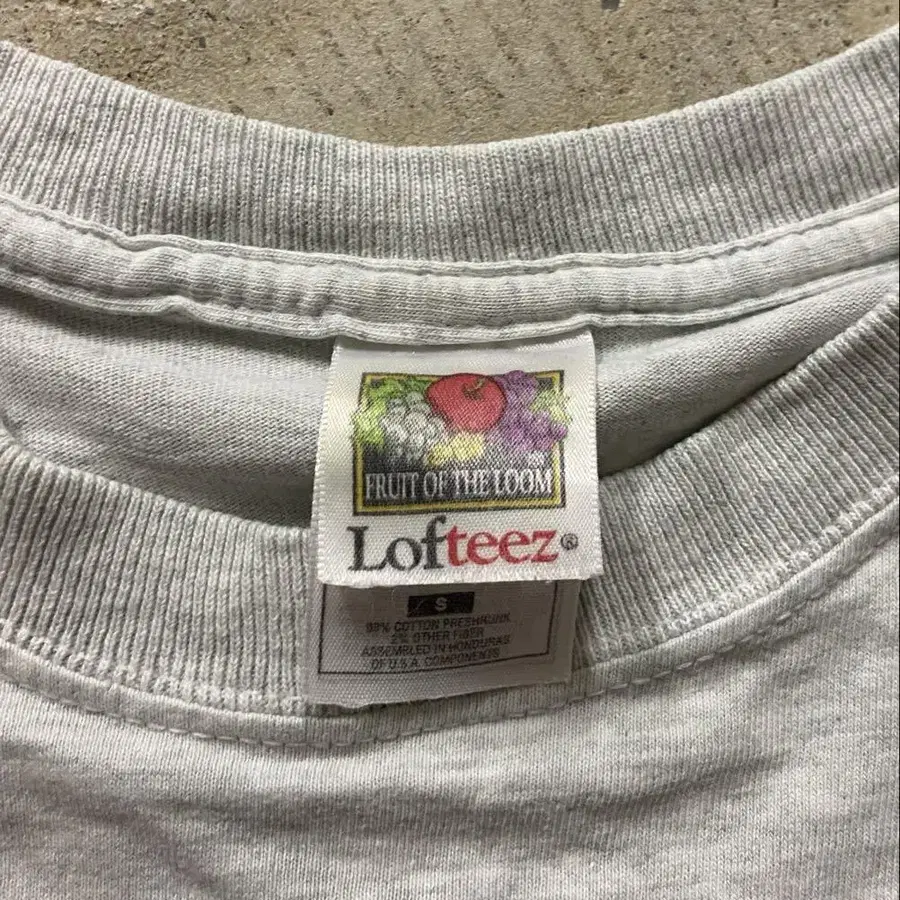 FRUIT OF THE LOOM
Lofteez®
S
98% COTTON PRESHRUNK
2% OTHER FIBER
ASSEMBLED IN HONDURAS
OF U.S.A. COMPONENTS